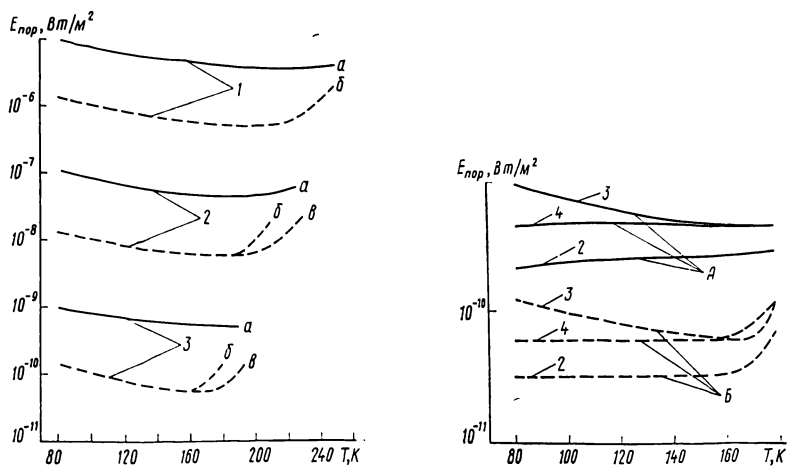 Eпор, Вт/м²
a
б
1
10⁻⁶
10⁻⁷
a
б
в
2
10⁻⁸
10⁻⁹
a
б
в
3
10⁻¹⁰
10⁻¹¹
80 120 160 200 240 T, К
Eпор, Вт/м²
3
4
2
А
10⁻¹⁰
3
4
2
Б
10⁻¹¹
80 100 120 140 160 T, К